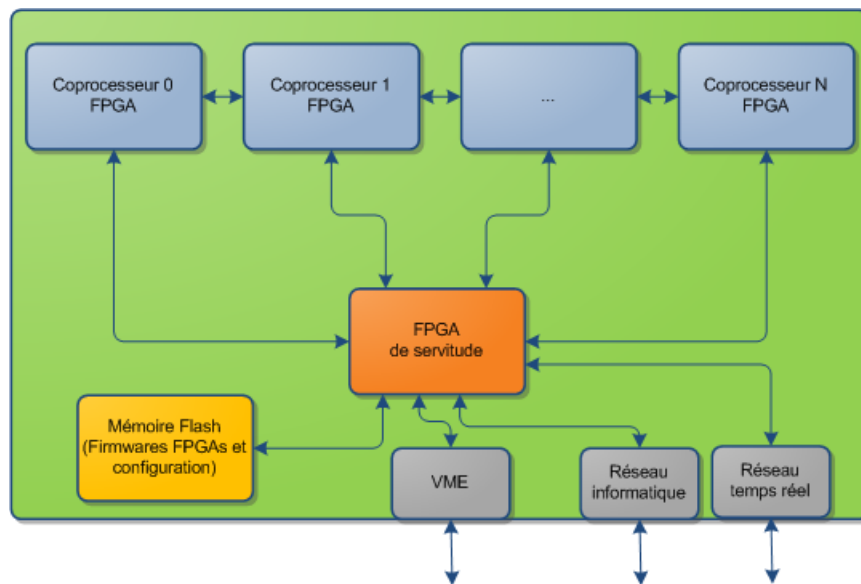 Coprocesseur 0
FPGA
Coprocesseur 1
FPGA
...
Coprocesseur N
FPGA
FPGA
de servitude
Mémoire Flash
(Firmwares FPGAs et
configuration)
VME
Réseau
informatique
Réseau
temps réel